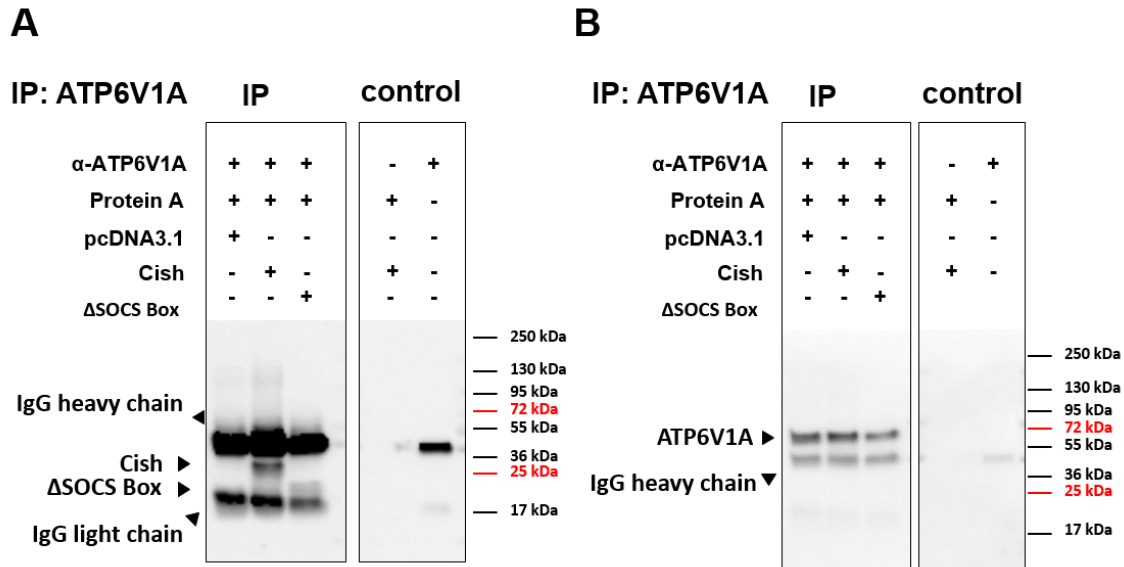 A
IP: ATP6V1A IP control
α-ATP6V1A + + + - +
Protein A + + + + -
pcDNA3.1 + - - - -
Cish - + - + -
ΔSOCS Box - - + - -
250 kDa
130 kDa
95 kDa
72 kDa
55 kDa
36 kDa
25 kDa
17 kDa
IgG heavy chain
Cish
ΔSOCS Box
IgG light chain
B
IP: ATP6V1A IP control
α-ATP6V1A + + + - +
Protein A + + + + -
pcDNA3.1 + - - - -
Cish - + - + -
ΔSOCS Box - - + - -
250 kDa
130 kDa
95 kDa
72 kDa
55 kDa
36 kDa
25 kDa
17 kDa
ATP6V1A
IgG heavy chain